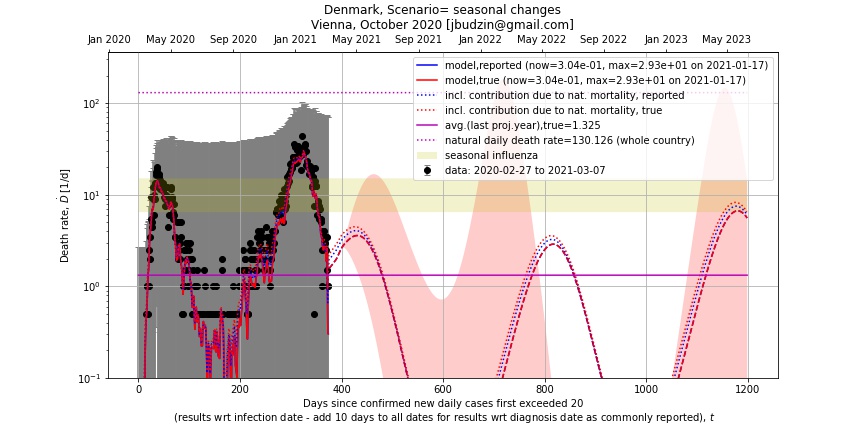 Denmark, Scenario= seasonal changes
Vienna, October 2020 [jbudzin@gmail.com]
Jan 2020 May 2020 Sep 2020 Jan 2021 May 2021 Sep 2021 Jan 2022 May 2022 Sep 2022 Jan 2023 May 2023
model,reported (now=3.04e-01, max=2.93e+01 on 2021-01-17)
model,true (now=3.04e-01, max=2.93e+01 on 2021-01-17)
incl. contribution due to nat. mortality, reported
incl. contribution due to nat. mortality, true
avg.(last proj.year),true=1.325
natural daily death rate=130.126 (whole country)
seasonal influenza
data: 2020-02-27 to 2021-03-07
Death rate, D [1/d]
10²
10¹
10⁰
10⁻¹
0 200 400 600 800 1000 1200
Days since confirmed new daily cases first exceeded 20
(results wrt infection date - add 10 days to all dates for results wrt diagnosis date as commonly reported), t